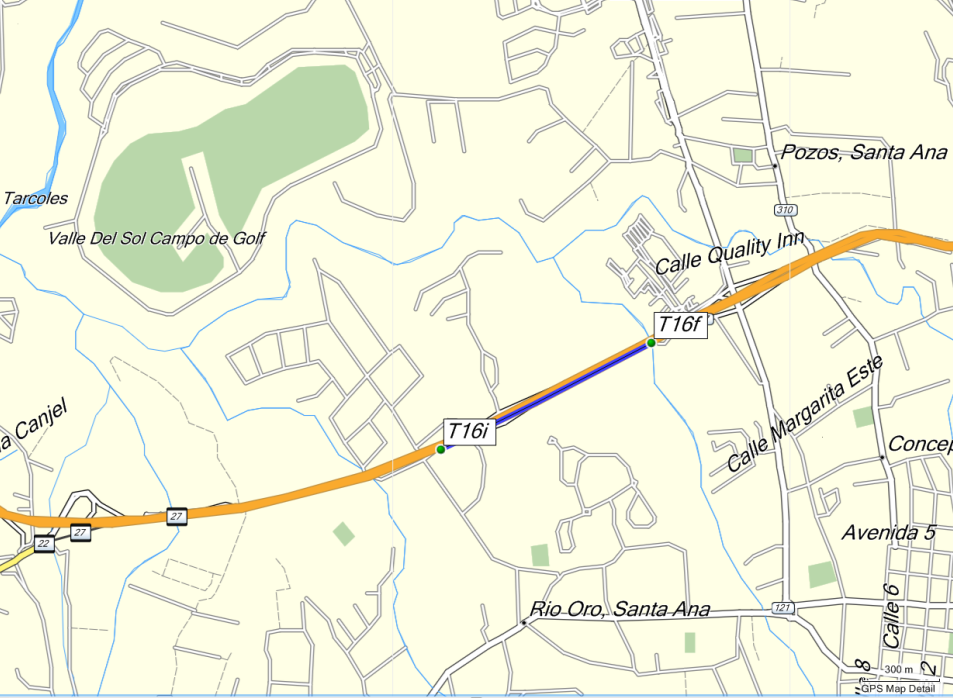 Pozos, Santa Ana
Tarcoles
310
Valle Del Sol Campo de Golf
Calle Quality Inn
T16f
Calle Margarita Este
Canjel
T16i
27
27
22
Avenida 5
Rio Oro, Santa Ana
121
Calle 6
300 m
GPS Map Detail